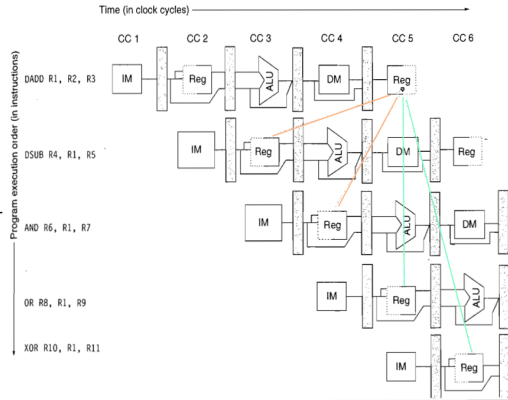 Time (in clock cycles)
CC 1 CC 2 CC 3 CC 4 CC 5 CC 6
Program execution order (in instructions)
DADD R1, R2, R3
IM Reg ALU DM Reg
DSUB R4, R1, R5
IM Reg ALU DM Reg
AND R6, R1, R7
IM Reg ALU DM
OR R8, R1, R9
IM Reg ALU
XOR R10, R1, R11
IM Reg